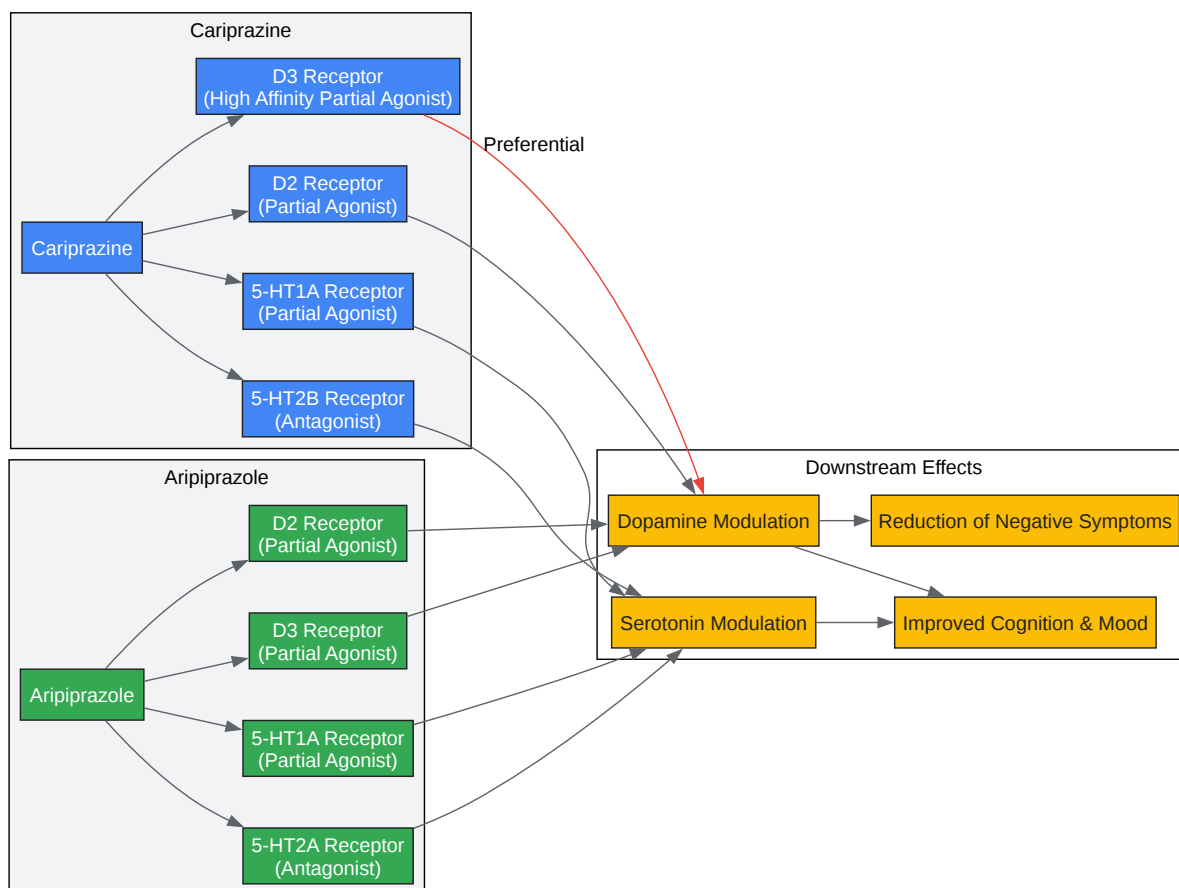 Cariprazine
D3 Receptor
(High Affinity Partial Agonist)
Preferential
D2 Receptor
(Partial Agonist)
Cariprazine
5-HT1A Receptor
(Partial Agonist)
5-HT2B Receptor
(Antagonist)
Aripiprazole
D2 Receptor
(Partial Agonist)
D3 Receptor
(Partial Agonist)
Aripiprazole
5-HT1A Receptor
(Partial Agonist)
5-HT2A Receptor
(Antagonist)
Downstream Effects
Dopamine Modulation
Reduction of Negative Symptoms
Serotonin Modulation
Improved Cognition & Mood